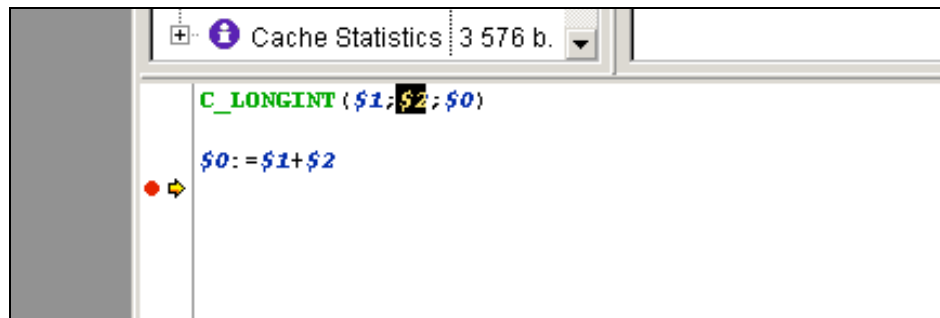 Cache Statistics 3 576 b.
C_LONGINT($1;$2;$0)
$0:=$1+$2